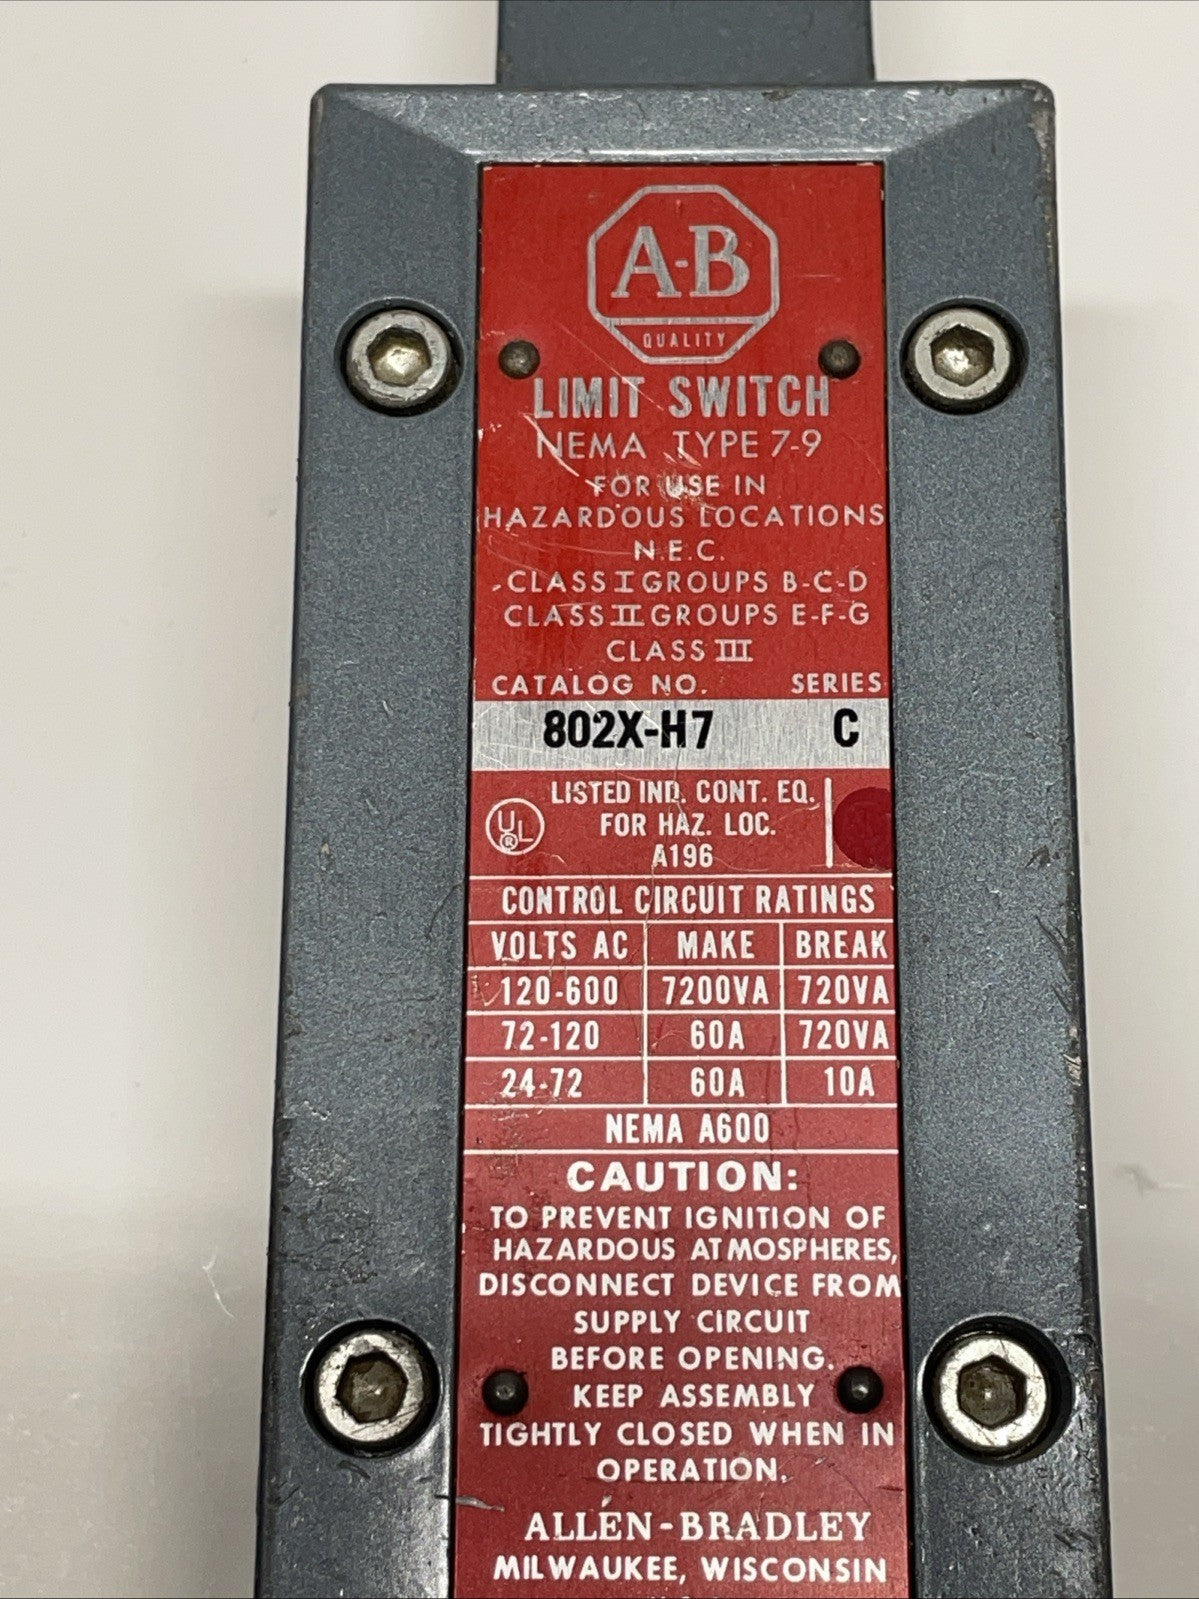 A-B
QUALITY
LIMIT SWITCH
NEMA TYPE 7-9
FOR USE IN
HAZARDOUS LOCATIONS
N.E.C.
CLASS I GROUPS B-C-D
CLASS II GROUPS E-F-G
CLASS III
CATALOG NO. SERIES
802X-H7 C
UL
®
LISTED IND. CONT. EQ.
FOR HAZ. LOC.
A196
CONTROL CIRCUIT RATINGS
VOLTS AC MAKE BREAK
120-600 7200VA 720VA
72-120 60A 720VA
24-72 60A 10A
NEMA A600
CAUTION:
TO PREVENT IGNITION OF
HAZARDOUS ATMOSPHERES,
DISCONNECT DEVICE FROM
SUPPLY CIRCUIT
BEFORE OPENING.
KEEP ASSEMBLY
TIGHTLY CLOSED WHEN IN
OPERATION.
ALLEN-BRADLEY
MILWAUKEE, WISCONSIN